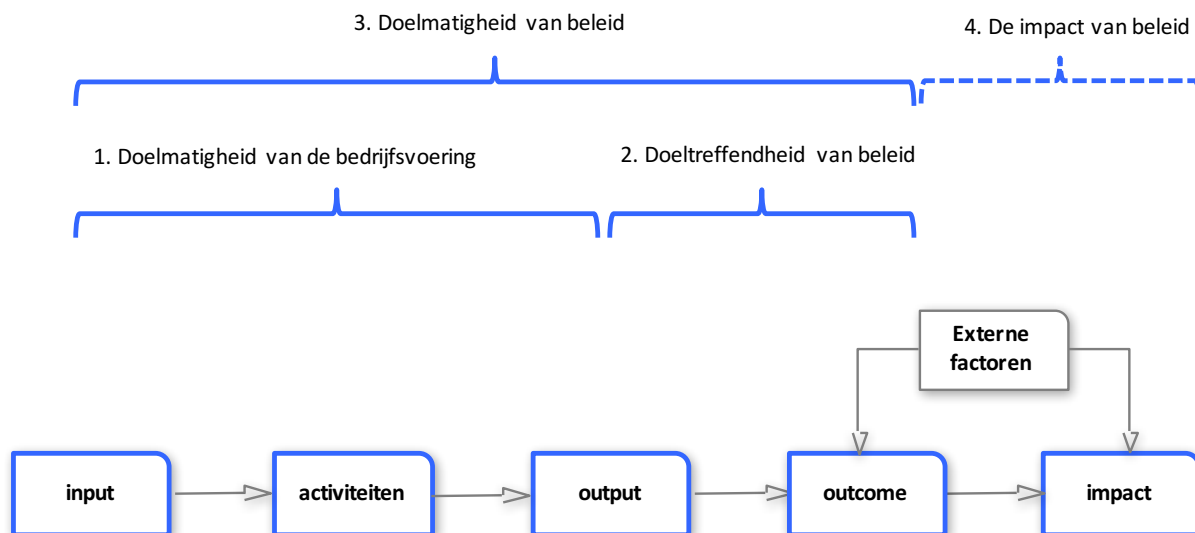 3. Doelmatigheid van beleid
4. De impact van beleid
1. Doelmatigheid van de bedrijfsvoering
2. Doeltreffendheid van beleid
Externe
factoren
input
activiteiten
output
outcome
impact